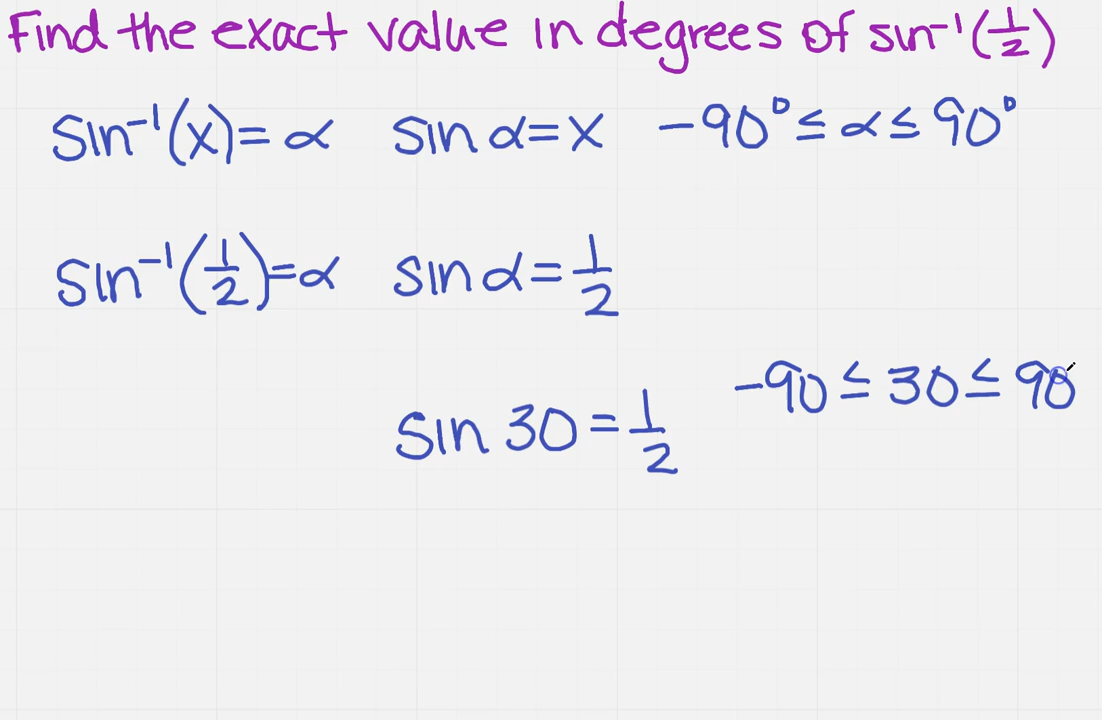 Find the exact value in degrees of sin⁻¹(1/2)
sin⁻¹(x)=α   sin α=x   -90°≤α≤90°
sin⁻¹(1/2)=α   sin α=1/2
-90≤30≤90
sin 30=1/2